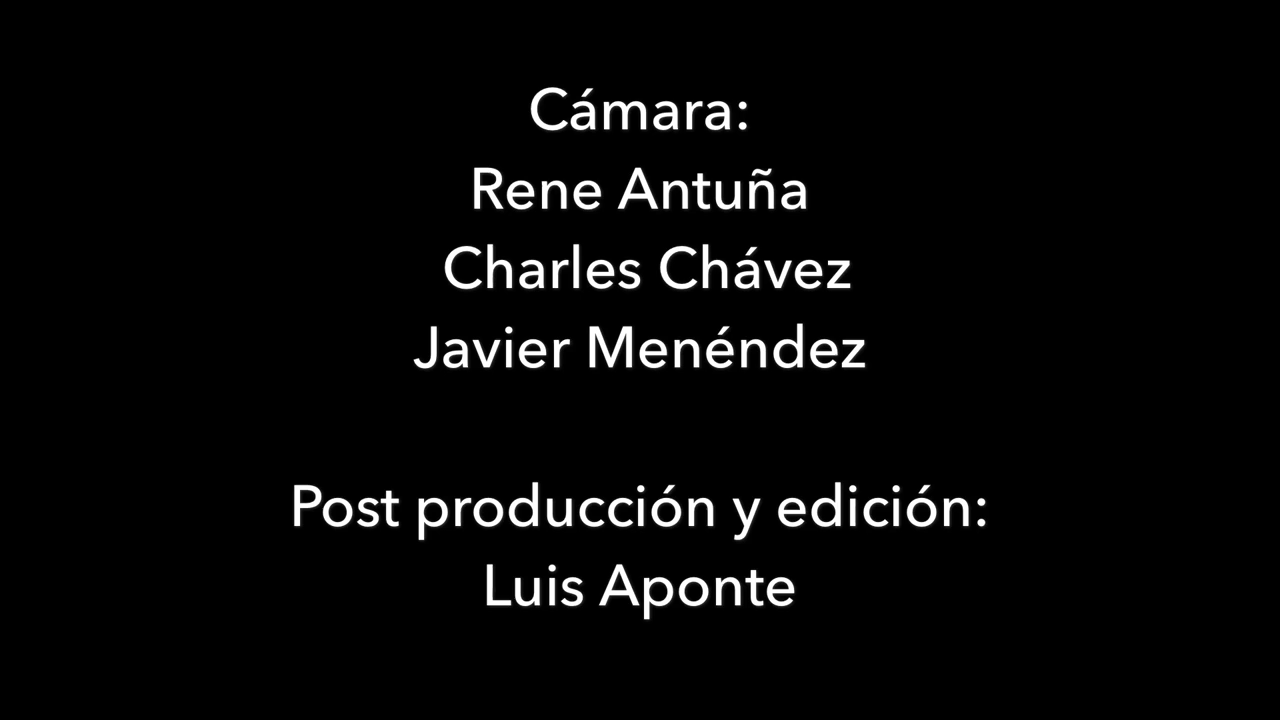 Cámara:
Rene Antuña
Charles Chávez
Javier Menéndez
Post producción y edición:
Luis Aponte